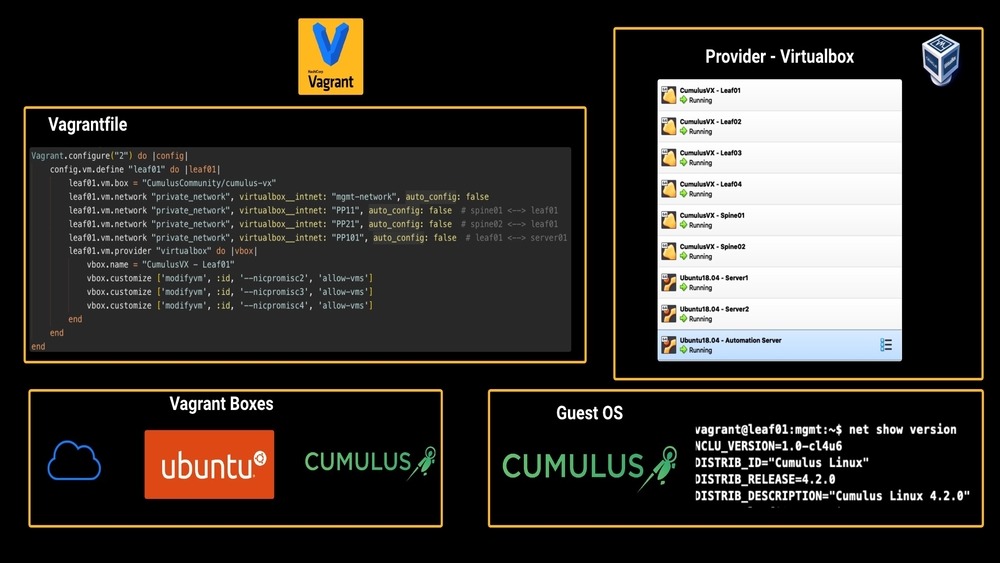 HashiCorp
Vagrant
Vagrantfile
Vagrant.configure("2") do |config|
config.vm.define "leaf01" do |leaf01|
leaf01.vm.box = "CumulusCommunity/cumulus-vx"
leaf01.vm.network "private_network", virtualbox__intnet: "mgmt-network", auto_config: false
leaf01.vm.network "private_network", virtualbox__intnet: "PP11", auto_config: false # spine01 <--> leaf01
leaf01.vm.network "private_network", virtualbox__intnet: "PP21", auto_config: false # spine02 <--> leaf01
leaf01.vm.network "private_network", virtualbox__intnet: "PP101", auto_config: false # leaf01 <--> server01
leaf01.vm.provider "virtualbox" do |vbox|
vbox.name = "CumulusVX - Leaf01"
vbox.customize ['modifyvm', :id, '--nicpromisc2', 'allow-vms']
vbox.customize ['modifyvm', :id, '--nicpromisc3', 'allow-vms']
vbox.customize ['modifyvm', :id, '--nicpromisc4', 'allow-vms']
end
end
end
Provider - Virtualbox
CumulusVX - Leaf01
Running
CumulusVX - Leaf02
Running
CumulusVX - Leaf03
Running
CumulusVX - Leaf04
Running
CumulusVX - Spine01
Running
CumulusVX - Spine02
Running
Ubuntu18.04 - Server1
Running
Ubuntu18.04 - Server2
Running
Ubuntu18.04 - Automation Server
Running
Vagrant Boxes
ubuntu
CUMULUS
Guest OS
CUMULUS
vagrant@leaf01:mgmt:~$ net show version
NCLU_VERSION=1.0-cl4u6
DISTRIB_ID="Cumulus Linux"
DISTRIB_RELEASE=4.2.0
DISTRIB_DESCRIPTION="Cumulus Linux 4.2.0"